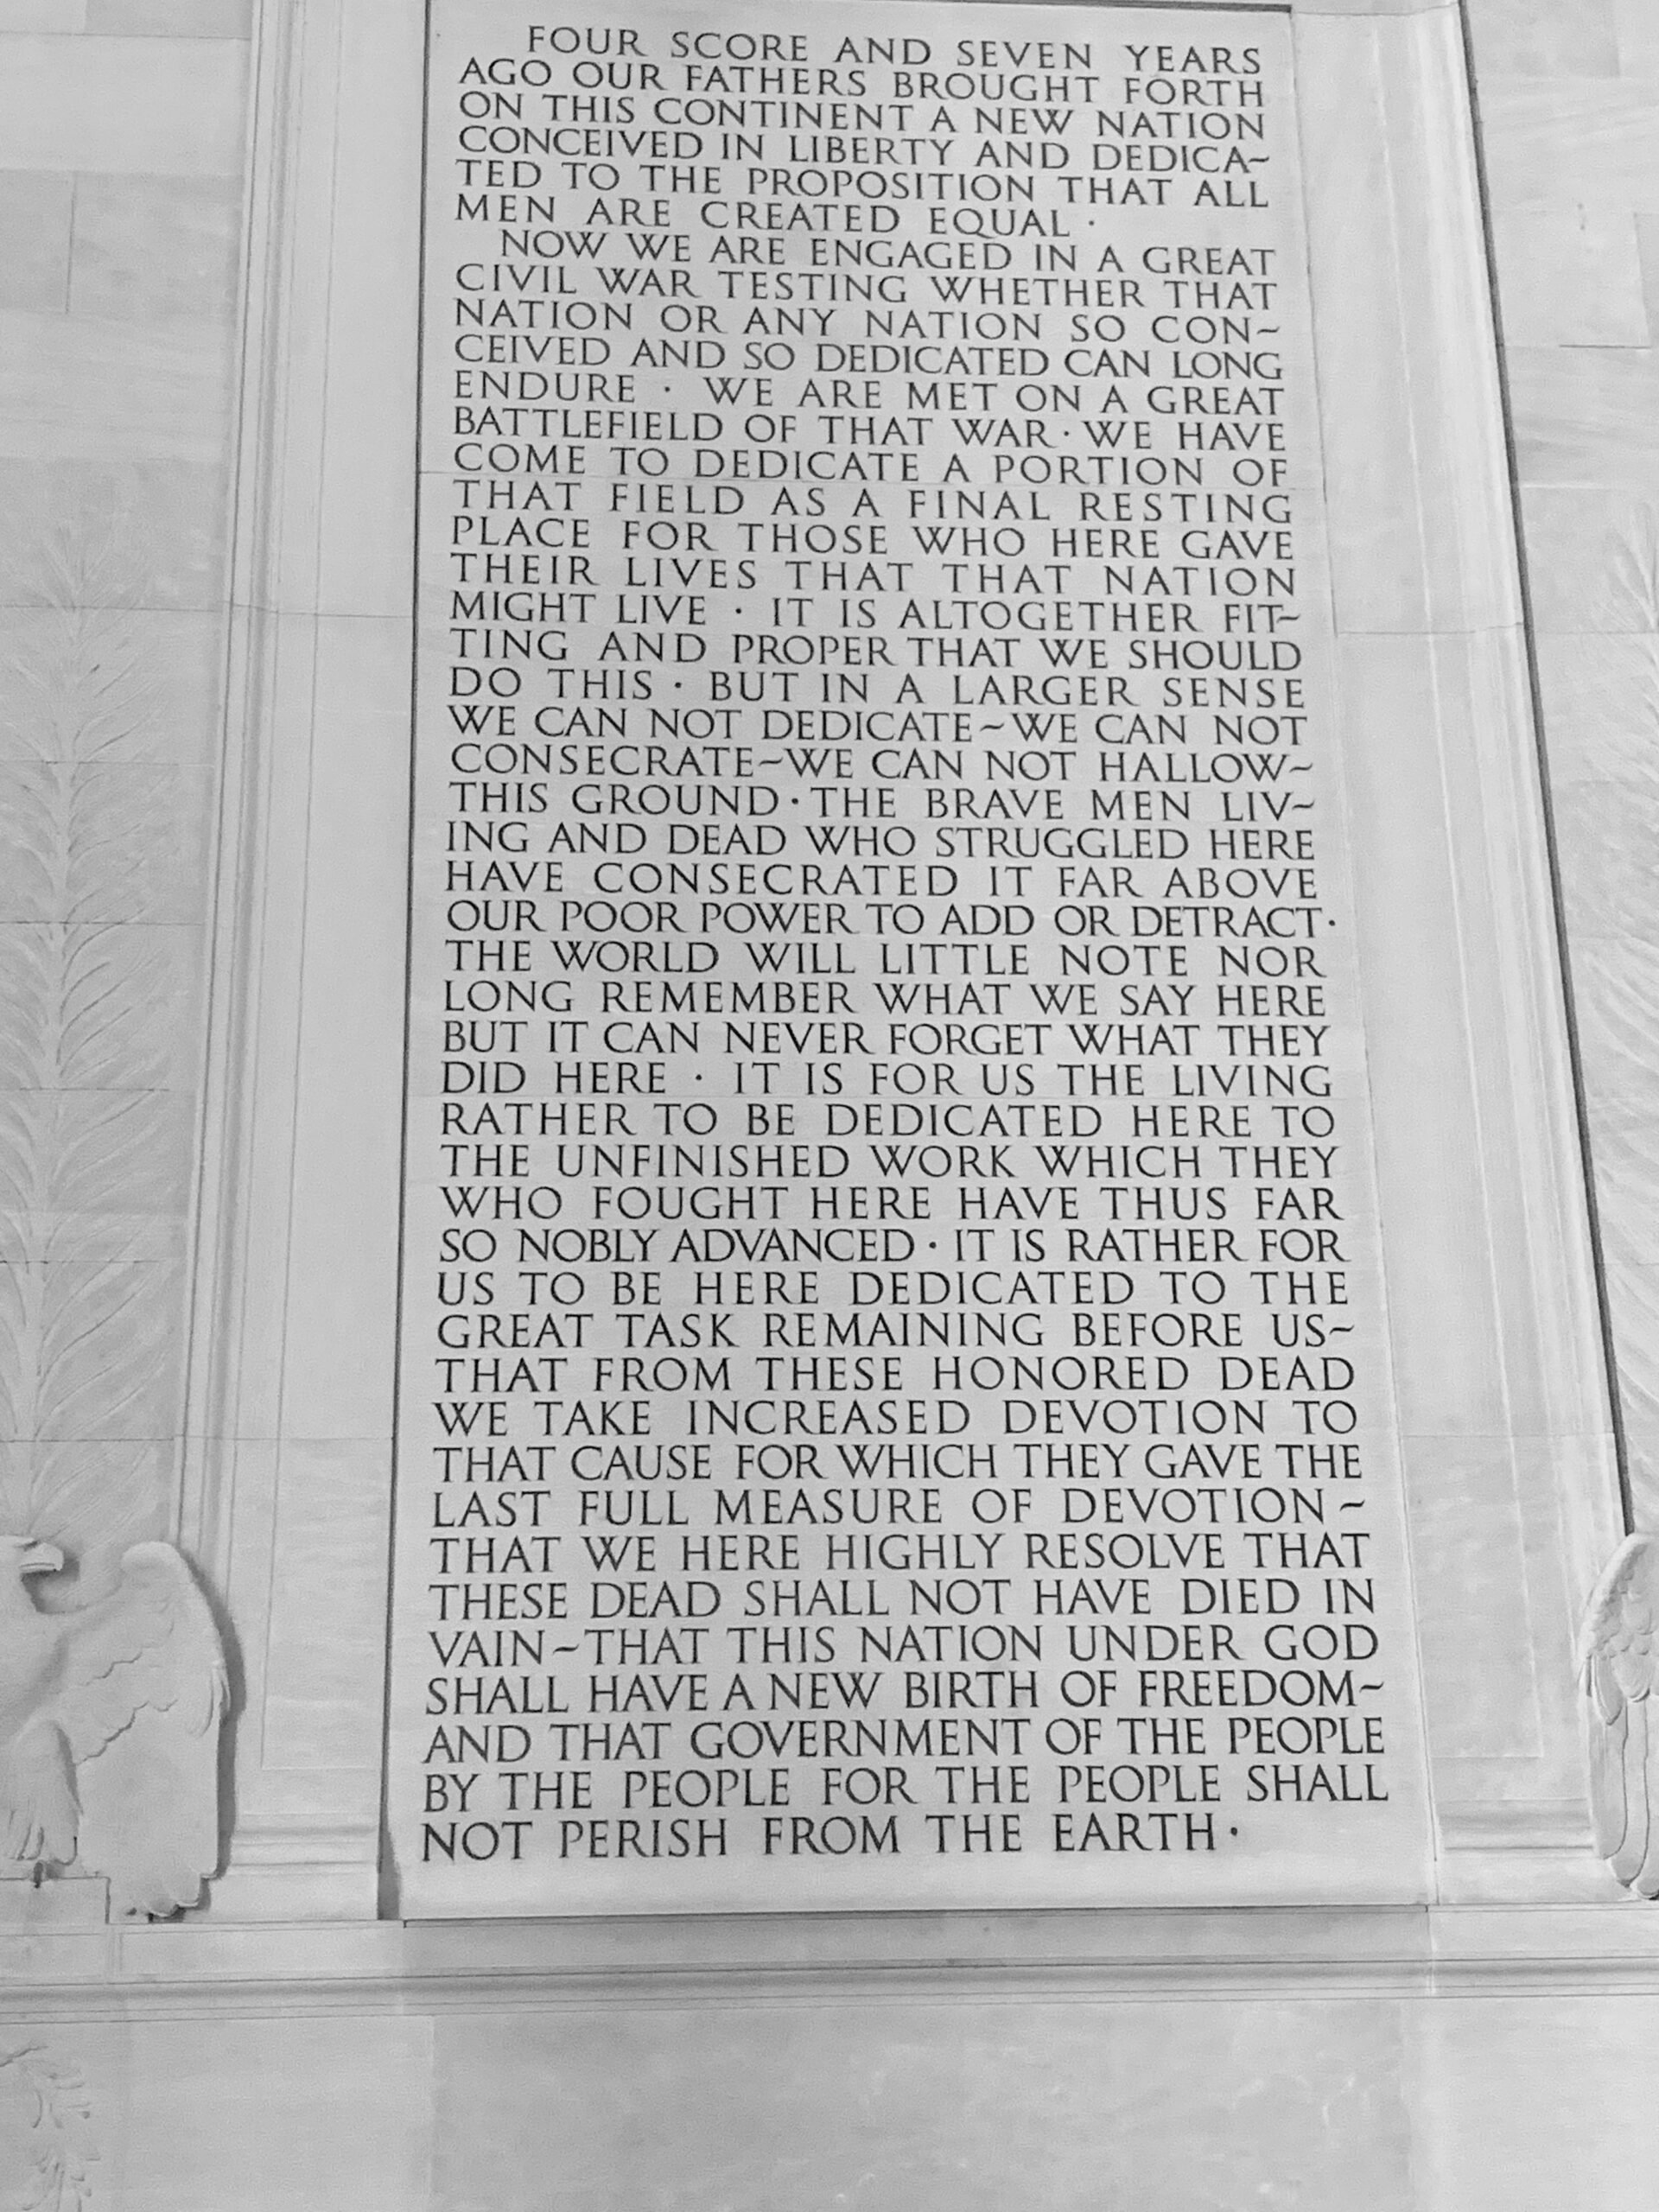 FOUR SCORE AND SEVEN YEARS
AGO OUR FATHERS BROUGHT FORTH
ON THIS CONTINENT A NEW NATION
CONCEIVED IN LIBERTY AND DEDICA~
TED TO THE PROPOSITION THAT ALL
MEN ARE CREATED EQUAL ·
NOW WE ARE ENGAGED IN A GREAT
CIVIL WAR TESTING WHETHER THAT
NATION OR ANY NATION SO CON~
CEIVED AND SO DEDICATED CAN LONG
ENDURE · WE ARE MET ON A GREAT
BATTLEFIELD OF THAT WAR · WE HAVE
COME TO DEDICATE A PORTION OF
THAT FIELD AS A FINAL RESTING
PLACE FOR THOSE WHO HERE GAVE
THEIR LIVES THAT THAT NATION
MIGHT LIVE · IT IS ALTOGETHER FIT~
TING AND PROPER THAT WE SHOULD
DO THIS · BUT IN A LARGER SENSE
WE CAN NOT DEDICATE~WE CAN NOT
CONSECRATE~WE CAN NOT HALLOW~
THIS GROUND · THE BRAVE MEN LIV~
ING AND DEAD WHO STRUGGLED HERE
HAVE CONSECRATED IT FAR ABOVE
OUR POOR POWER TO ADD OR DETRACT·
THE WORLD WILL LITTLE NOTE NOR
LONG REMEMBER WHAT WE SAY HERE
BUT IT CAN NEVER FORGET WHAT THEY
DID HERE · IT IS FOR US THE LIVING
RATHER TO BE DEDICATED HERE TO
THE UNFINISHED WORK WHICH THEY
WHO FOUGHT HERE HAVE THUS FAR
SO NOBLY ADVANCED · IT IS RATHER FOR
US TO BE HERE DEDICATED TO THE
GREAT TASK REMAINING BEFORE US~
THAT FROM THESE HONORED DEAD
WE TAKE INCREASED DEVOTION TO
THAT CAUSE FOR WHICH THEY GAVE THE
LAST FULL MEASURE OF DEVOTION ~
THAT WE HERE HIGHLY RESOLVE THAT
THESE DEAD SHALL NOT HAVE DIED IN
VAIN~THAT THIS NATION UNDER GOD
SHALL HAVE A NEW BIRTH OF FREEDOM~
AND THAT GOVERNMENT OF THE PEOPLE
BY THE PEOPLE FOR THE PEOPLE SHALL
NOT PERISH FROM THE EARTH ·